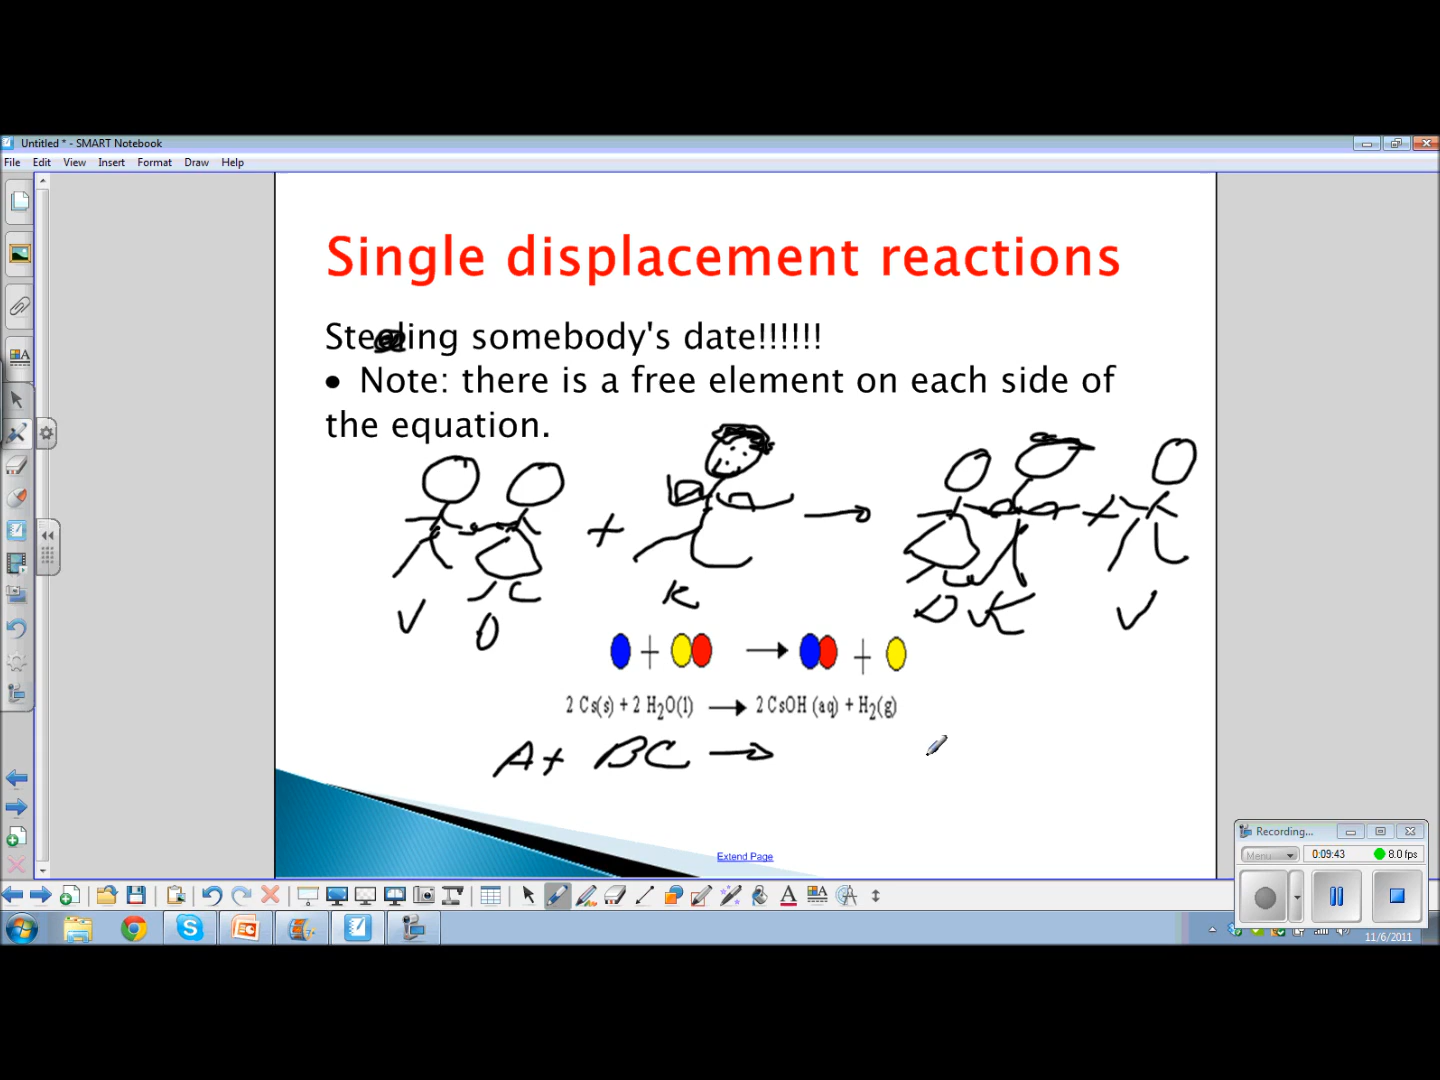 Untitled * - SMART Notebook
File Edit View Insert Format Draw Help
Single displacement reactions
Stealing somebody's date!!!!!!
• Note: there is a free element on each side of
the equation.
+ →
+
V D K D K V
+ → +
2 Cs(s) + 2 H₂O(l) → 2 CsOH (aq) + H₂(g)
A + BC →
Extend Page
Recording...
Menu 0:09:43 8.0 fps
11/6/2011